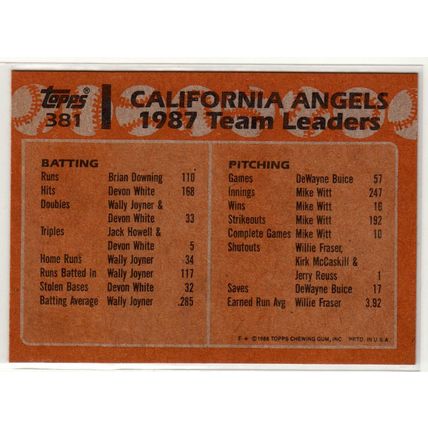 Topps® CALIFORNIA ANGELS
381 1987 Team Leaders
BATTING
Runs Brian Downing 110
Hits Devon White 168
Doubles Wally Joyner &
Devon White 33
Triples Jack Howell &
Devon White 5
Home Runs Wally Joyner 34
Runs Batted In Wally Joyner 117
Stolen Bases Devon White 32
Batting Average Wally Joyner .285
PITCHING
Games DeWayne Buice 57
Innings Mike Witt 247
Wins Mike Witt 16
Strikeouts Mike Witt 192
Complete Games Mike Witt 10
Shutouts Willie Fraser,
Kirk McCaskill &
Jerry Reuss 1
Saves DeWayne Buice 17
Earned Run Avg Willie Fraser 3.92
©1988 TOPPS CHEWING GUM, INC. PRTD. IN U.S.A.